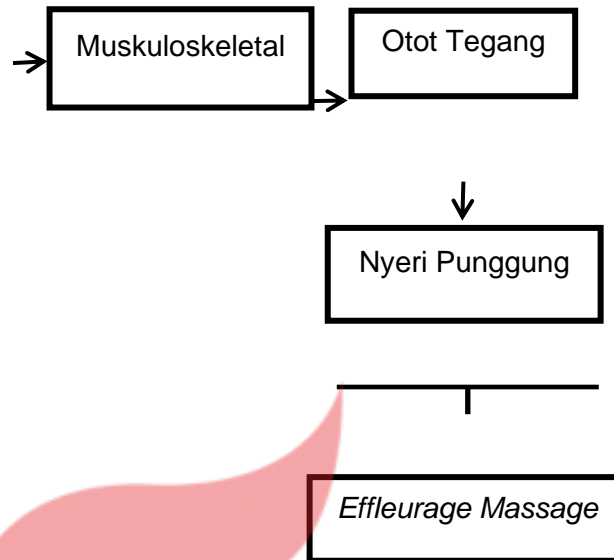 Muskuloskeletal
Otot Tegang
Nyeri Punggung
Effleurage Massage